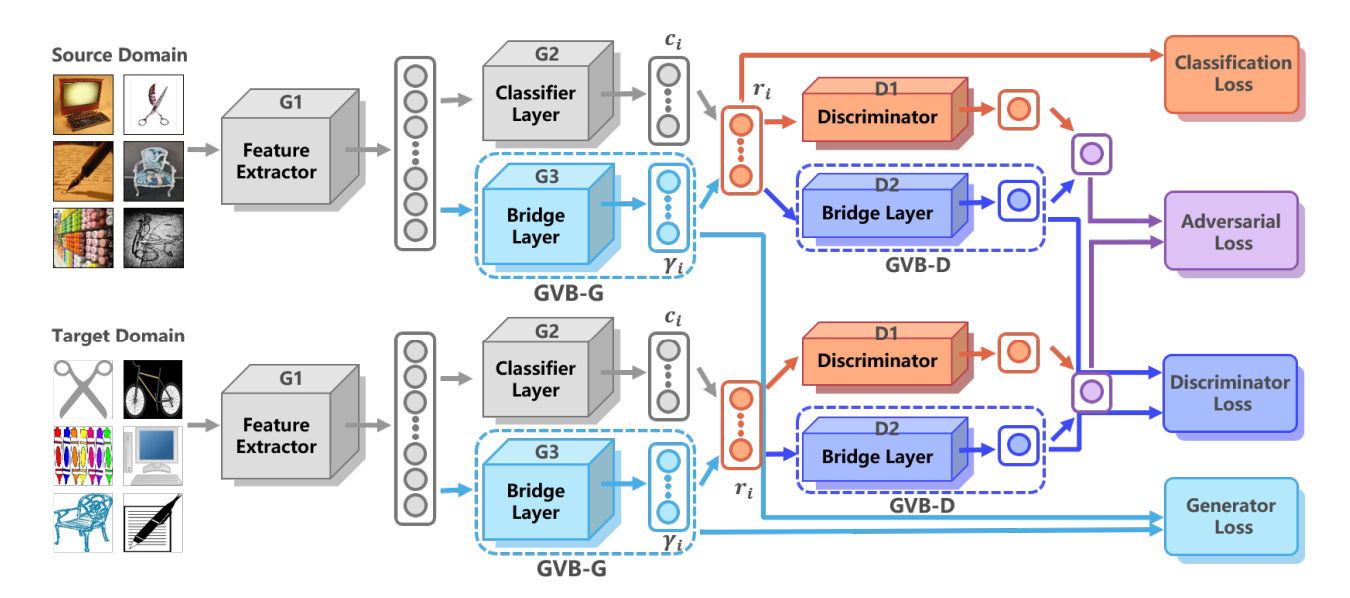 Source Domain
G1
Feature
Extractor
G2
Classifier
Layer
c_i
G3
Bridge
Layer
γ_i
GVB-G
r_i
D1
Discriminator
D2
Bridge Layer
GVB-D
Classification
Loss
Adversarial
Loss
Target Domain
G1
Feature
Extractor
G2
Classifier
Layer
c_i
G3
Bridge
Layer
γ_i
GVB-G
r_i
D1
Discriminator
D2
Bridge Layer
GVB-D
Discriminator
Loss
Generator
Loss